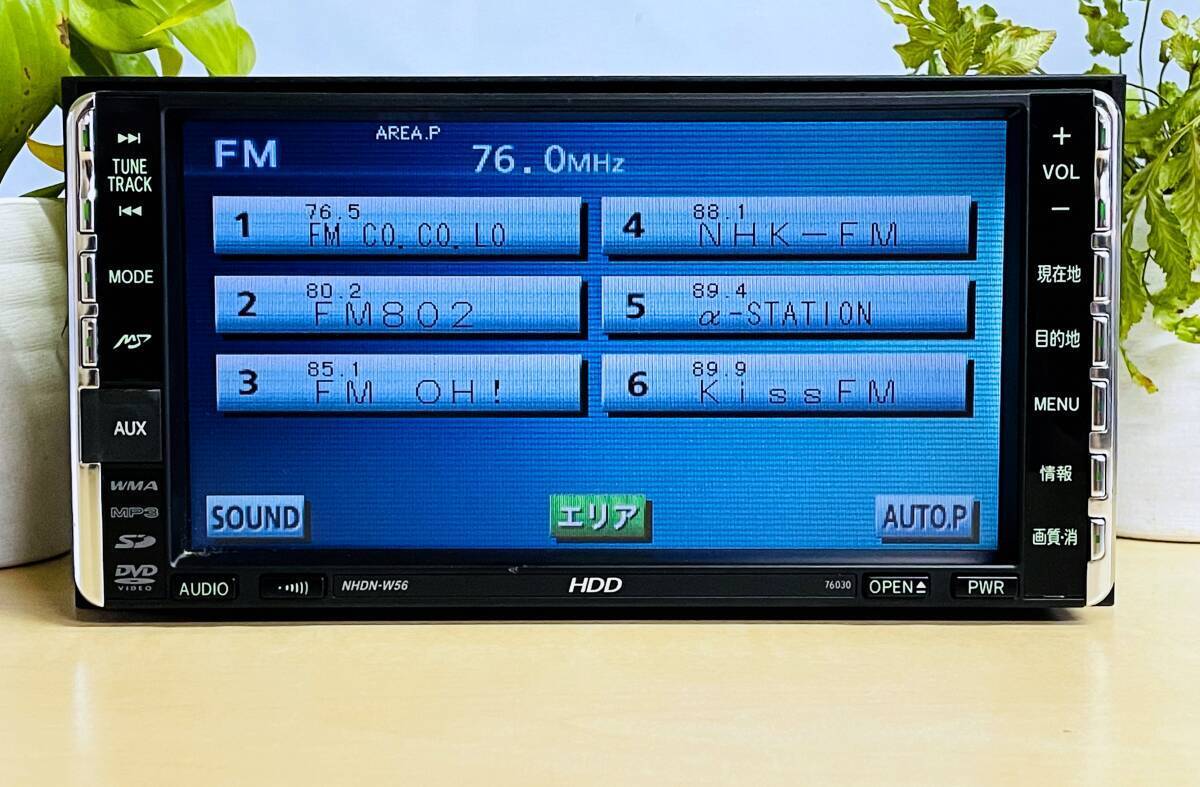 TUNE
TRACK
MODE
AUX
WMA
MP3
SD
DVD
VIDEO
FM
AREA.P
76.0MHz
1
76.5
FM CO.CO.LO
2
80.2
FM802
3
85.1
FM OH!
4
88.1
NHK-FM
5
89.4
α-STATION
6
89.9
KissFM
SOUND
エリア
AUTO.P
+
VOL
−
現在地
目的地
MENU
情報
画質・消
AUDIO
NHDN-W56
HDD
76030
OPEN
PWR